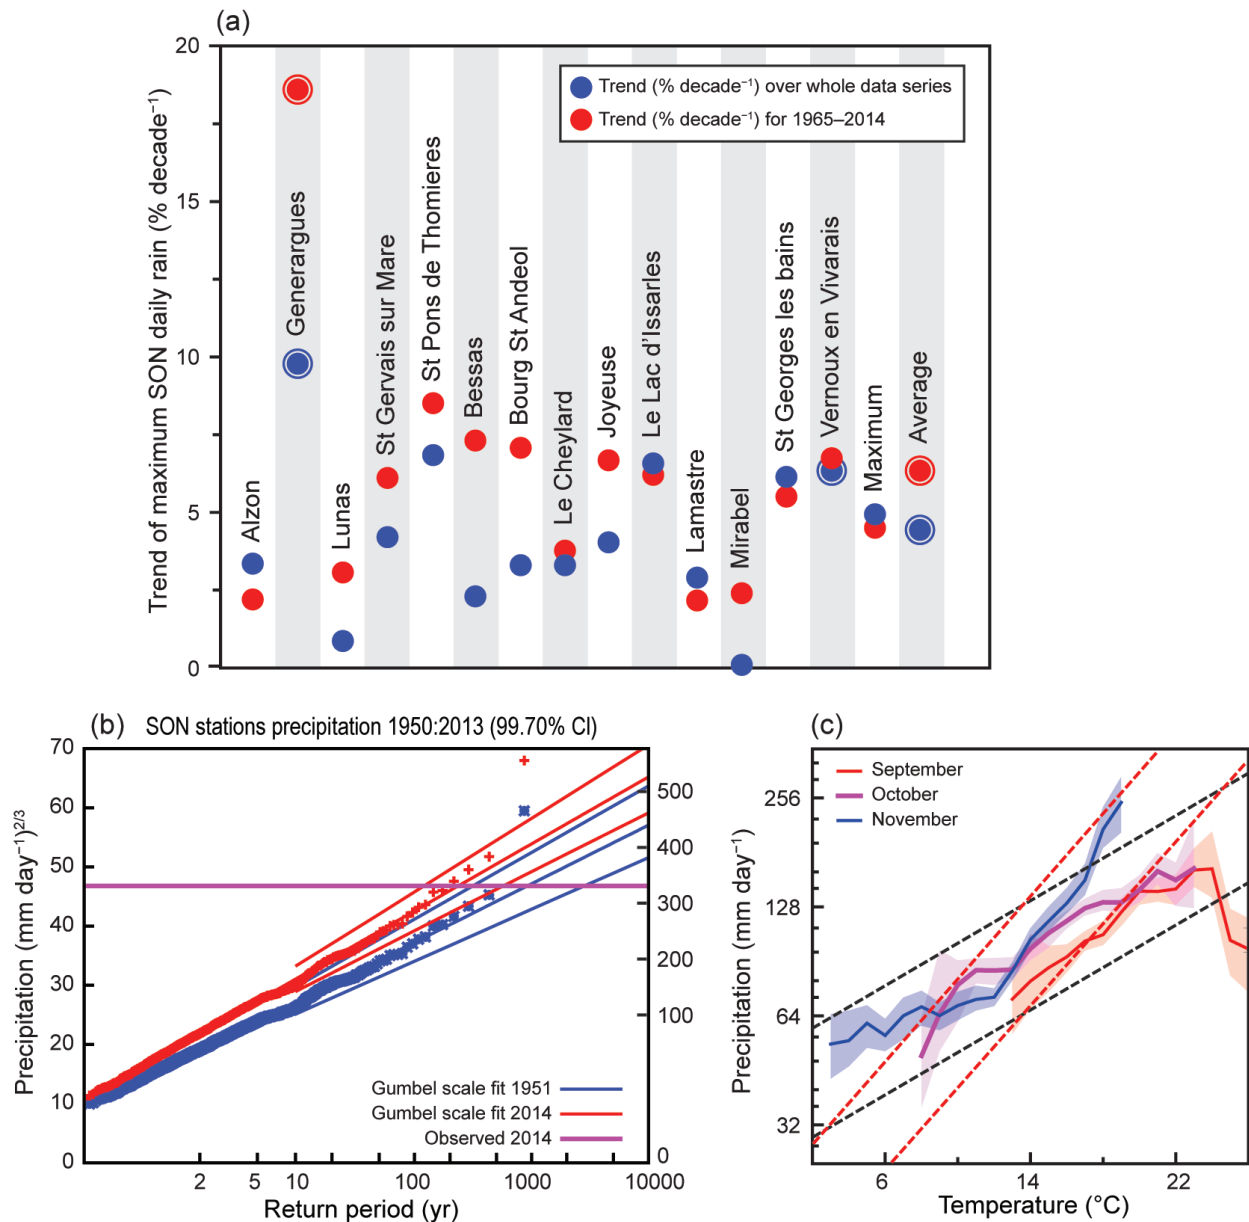 (a)
Trend of maximum SON daily rain (% decade⁻¹)
20
15
10
5
0
Trend (% decade⁻¹) over whole data series
Trend (% decade⁻¹) for 1965–2014
Alzon
Generargues
Lunas
St Gervais sur Mare
St Pons de Thomieres
Bessas
Bourg St Andeol
Le Cheylard
Joyeuse
Le Lac d'Issarles
Lamastre
Mirabel
St Georges les bains
Vernoux en Vivarais
Maximum
Average
(b) SON stations precipitation 1950:2013 (99.70% CI)
Precipitation (mm day⁻¹)²/³
70
60
50
40
30
20
10
0
500
400
300
200
100
0
Gumbel scale fit 1951
Gumbel scale fit 2014
Observed 2014
2 5 10 100 1000 10000
Return period (yr)
(c)
Precipitation (mm day⁻¹)
256
128
64
32
September
October
November
6 14 22
Temperature (°C)